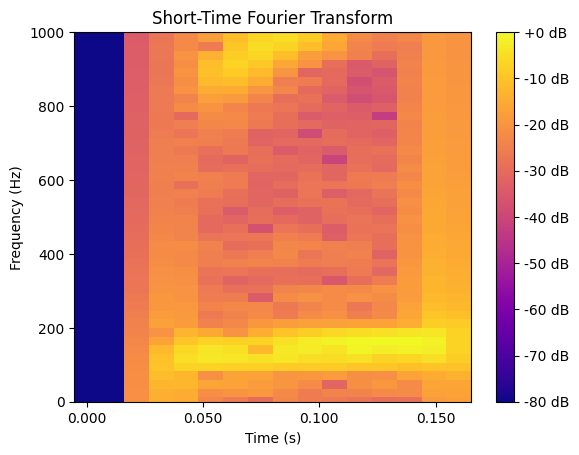 Short-Time Fourier Transform
1000
800
600
400
200
0
Frequency (Hz)
0.000
0.050
0.100
0.150
Time (s)
+0 dB
-10 dB
-20 dB
-30 dB
-40 dB
-50 dB
-60 dB
-70 dB
-80 dB